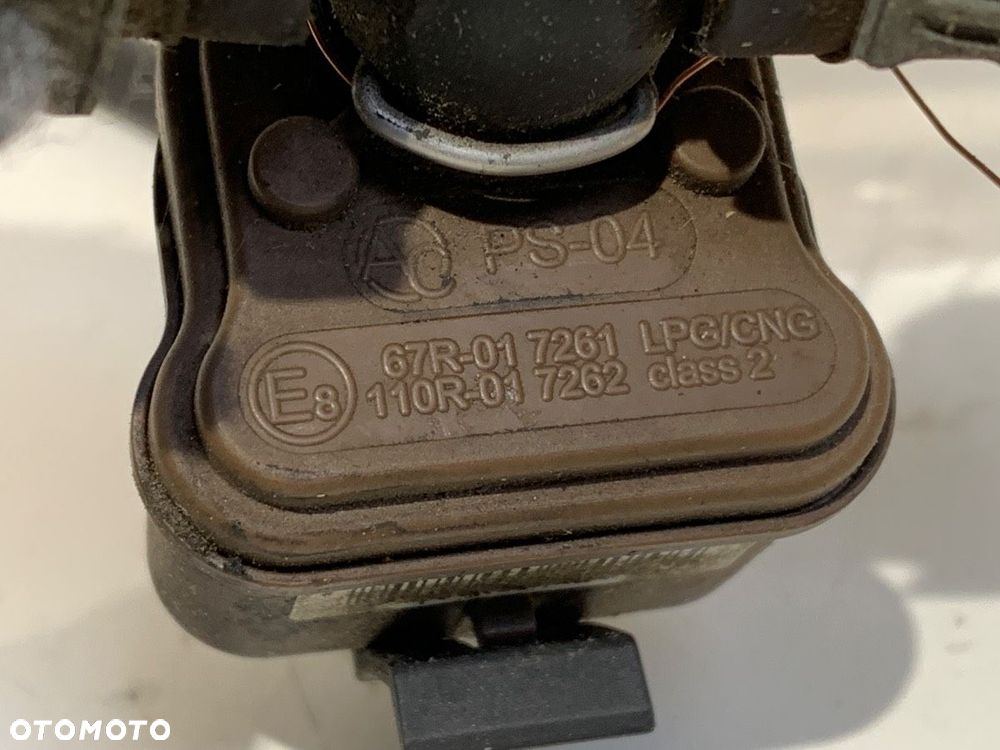 AC PS-04
E8 67R-01 7261 LPG/CNG
110R-01 7262 class 2
OTOMOTO